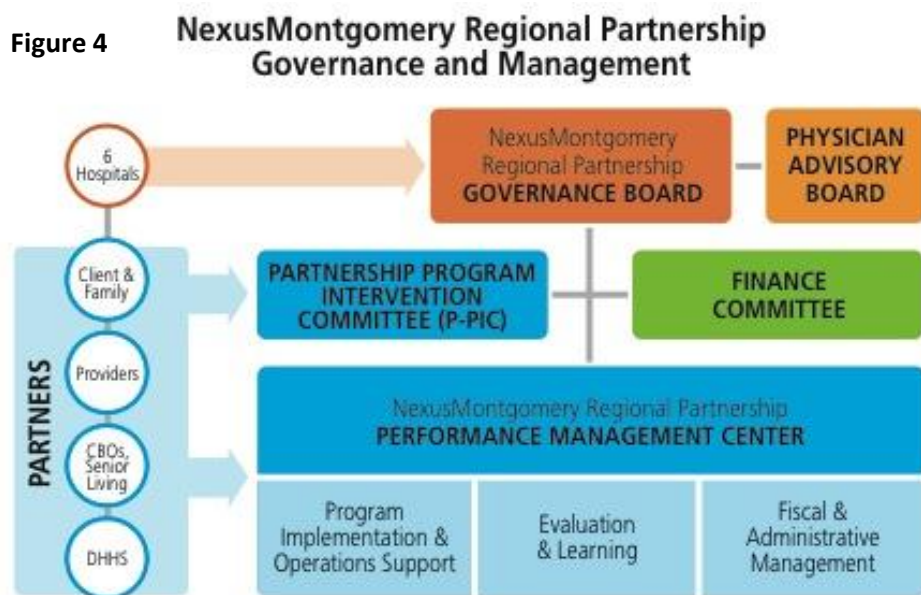 Figure 4
NexusMontgomery Regional Partnership
Governance and Management
6
Hospitals
NexusMontgomery
Regional Partnership
GOVERNANCE BOARD
PHYSICIAN
ADVISORY
BOARD
PARTNERS
Client &
Family
Providers
CBOs,
Senior
Living
DHHS
PARTNERSHIP PROGRAM
INTERVENTION
COMMITTEE (P-PIC)
FINANCE
COMMITTEE
NexusMontgomery Regional Partnership
PERFORMANCE MANAGEMENT CENTER
Program
Implementation &
Operations Support
Evaluation
& Learning
Fiscal &
Administrative
Management